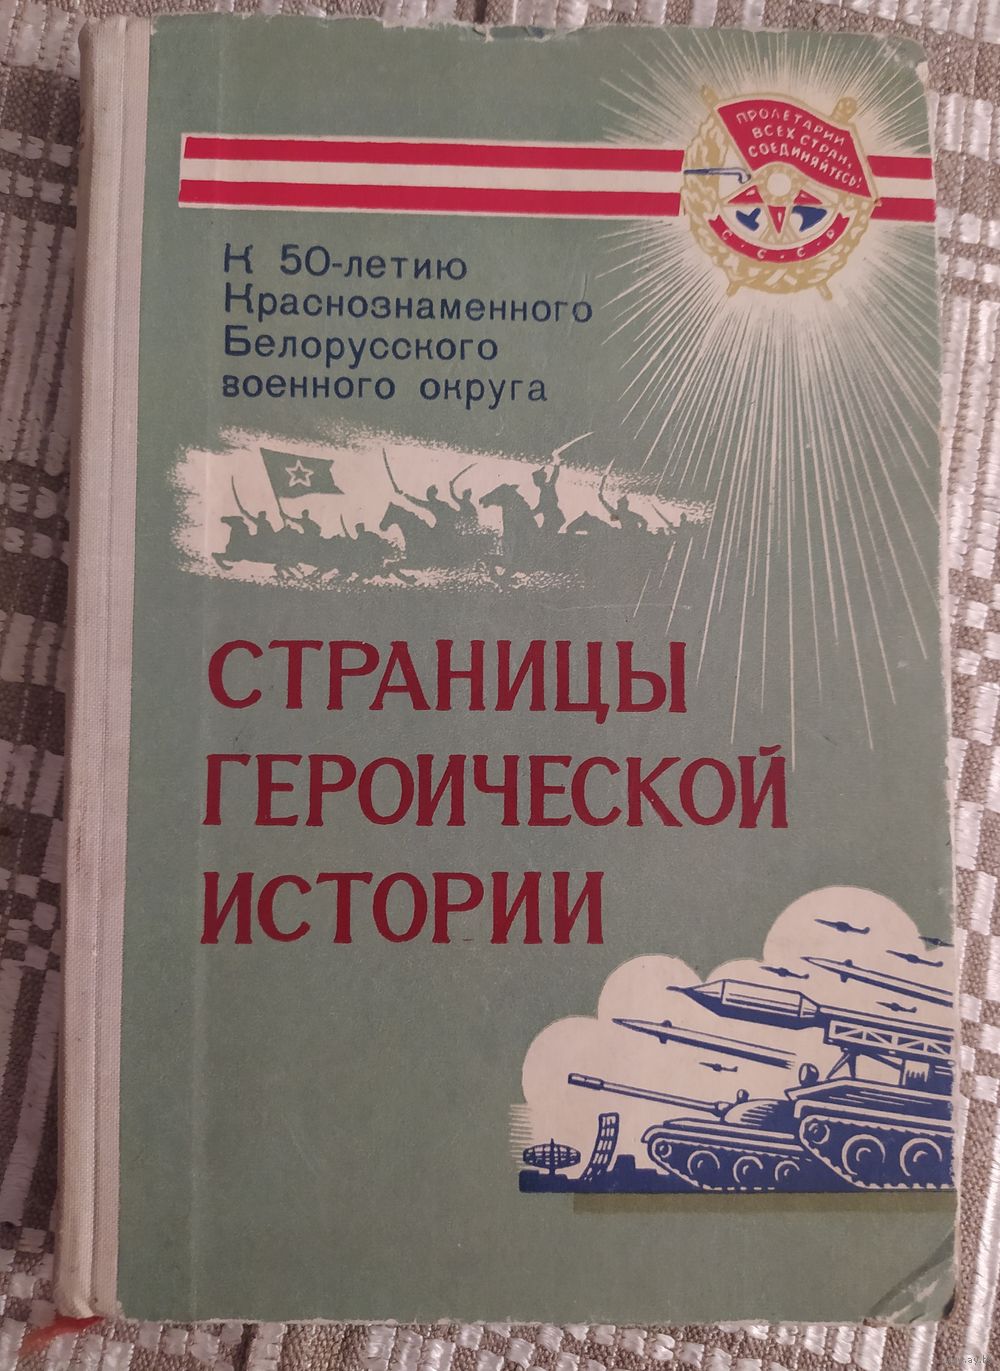 ПРОЛЕТАРИИ
ВСЕХ СТРАН,
СОЕДИНЯЙТЕСЬ!
С·С·С·Р
К 50-летию
Краснознаменного
Белорусского
военного округа
СТРАНИЦЫ
ГЕРОИЧЕСКОЙ
ИСТОРИИ